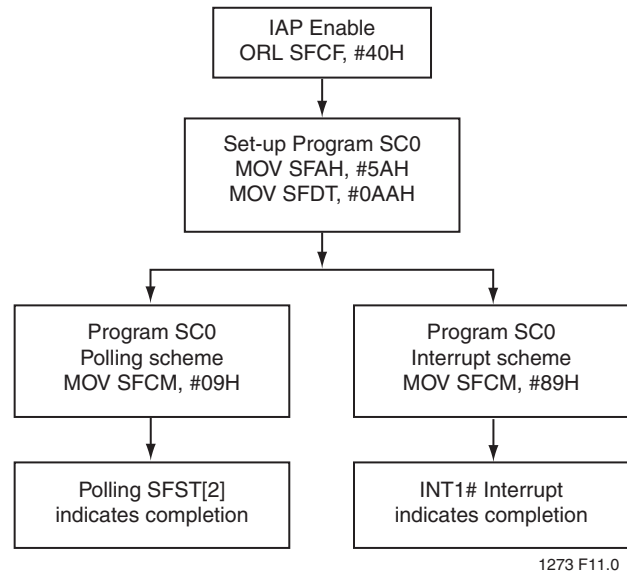 IAP Enable
ORL SFCF, #40H
Set-up Program SC0
MOV SFAH, #5AH
MOV SFDT, #0AAH
Program SC0
Polling scheme
MOV SFCM, #09H
Program SC0
Interrupt scheme
MOV SFCM, #89H
Polling SFST[2]
indicates completion
INT1# Interrupt
indicates completion
1273 F11.0